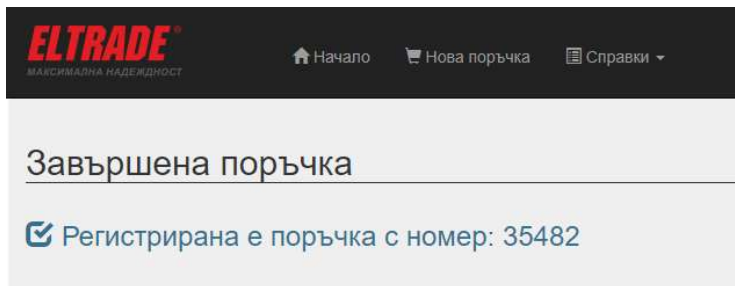 ELTRADE®
МАКСИМАЛНА НАДЕЖДНОСТ
Начало Нова поръчка Справки
Завършена поръчка
Регистрирана е поръчка с номер: 35482